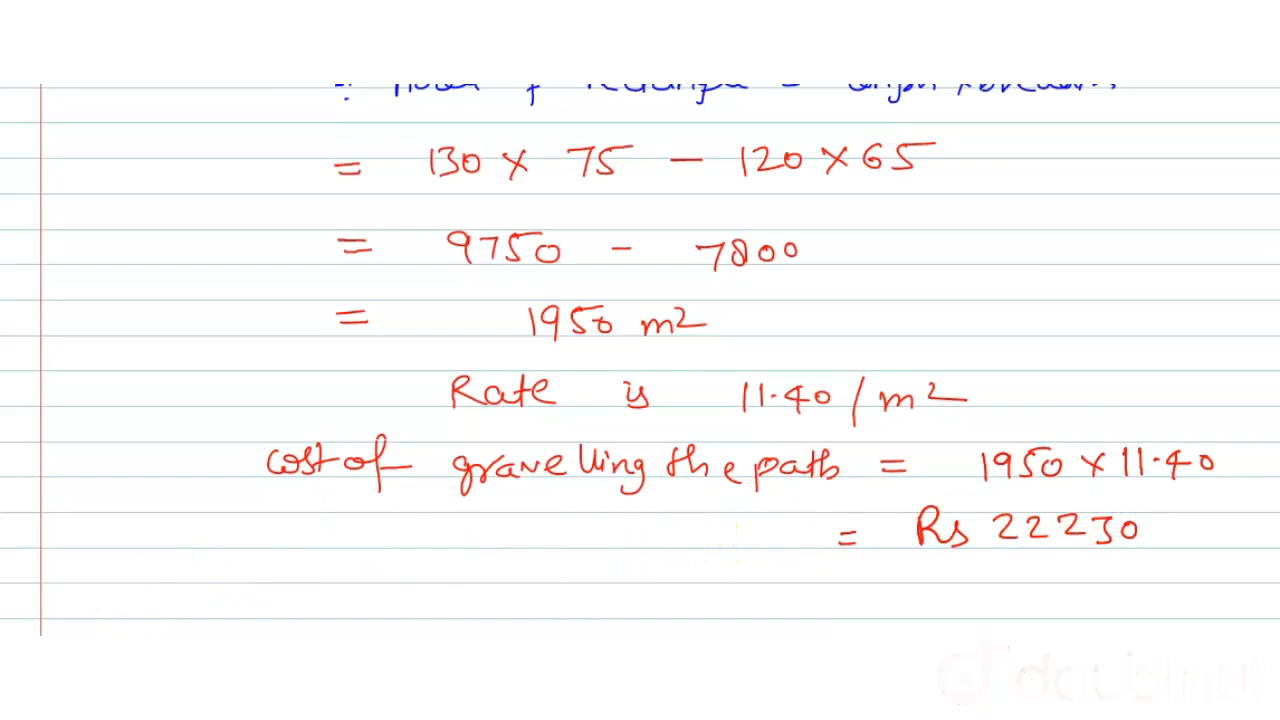 = 130 × 75 - 120 × 65
= 9750 - 7800
= 1950 m2
Rate is 11.40 / m2
cost of gravelling the path = 1950 × 11.40
= Rs 22230
doubtnut